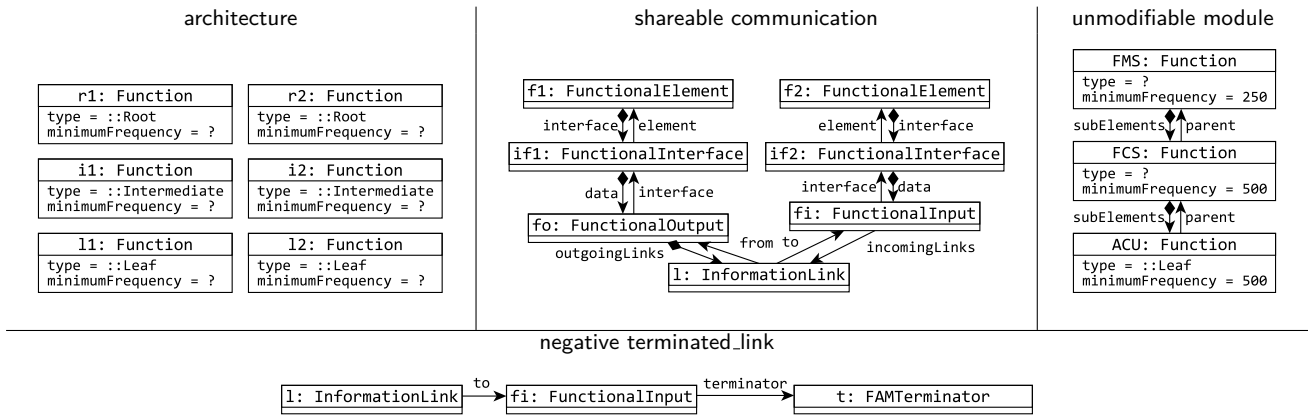 architecture
r1: Function
type = ::Root
minimumFrequency = ?
r2: Function
type = ::Root
minimumFrequency = ?
i1: Function
type = ::Intermediate
minimumFrequency = ?
i2: Function
type = ::Intermediate
minimumFrequency = ?
l1: Function
type = ::Leaf
minimumFrequency = ?
l2: Function
type = ::Leaf
minimumFrequency = ?
shareable communication
f1: FunctionalElement
f2: FunctionalElement
interface
element
element
interface
if1: FunctionalInterface
if2: FunctionalInterface
data
interface
interface
data
fo: FunctionalOutput
fi: FunctionalInput
outgoingLinks
from to
incomingLinks
l: InformationLink
unmodifiable module
FMS: Function
type = ?
minimumFrequency = 250
subElements
parent
FCS: Function
type = ?
minimumFrequency = 500
subElements
parent
ACU: Function
type = ::Leaf
minimumFrequency = 500
negative terminated_link
l: InformationLink
to
fi: FunctionalInput
terminator
t: FAMTerminator